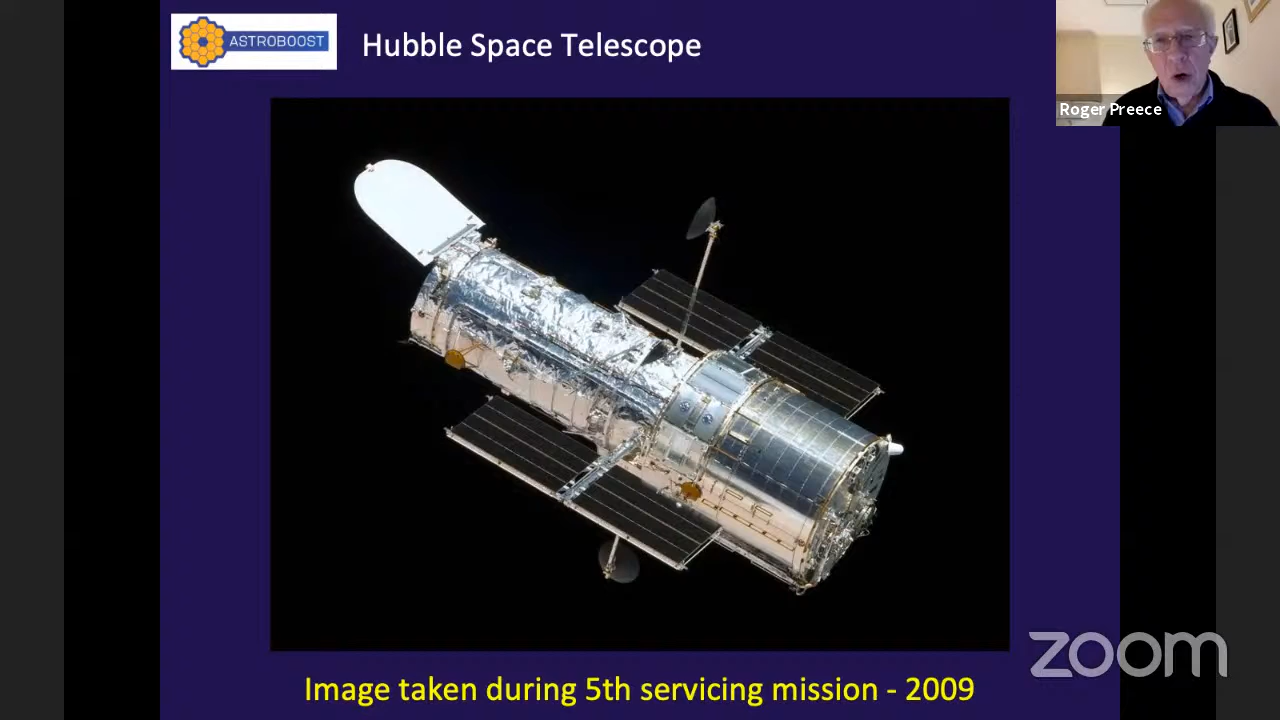 ASTROBOOST
Hubble Space Telescope
Roger Preece
zoom
Image taken during 5th servicing mission - 2009